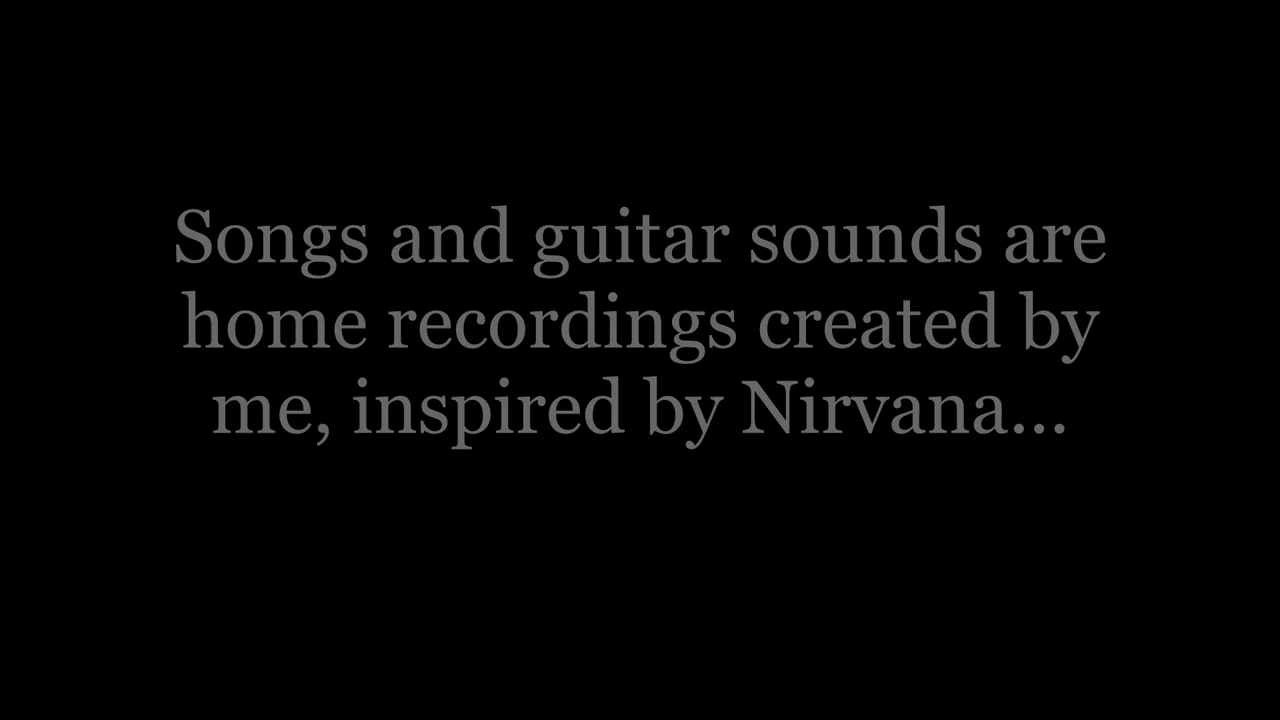 Songs and guitar sounds are
home recordings created by
me, inspired by Nirvana...